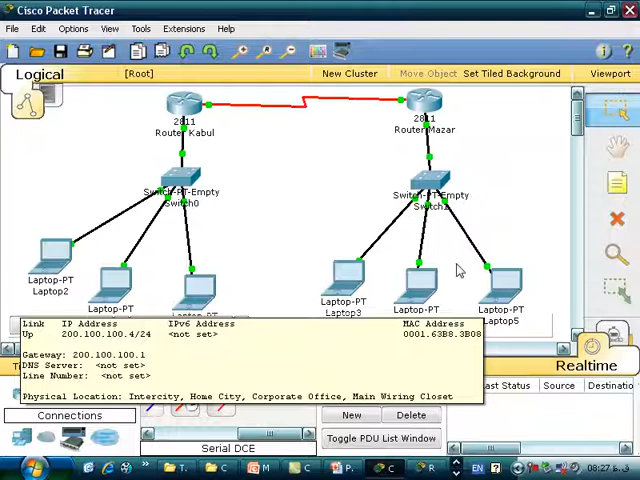 Cisco Packet Tracer
File Edit Options View Tools Extensions Help
Logical [Root] New Cluster Move Object Set Tiled Background Viewport
2811
Router Kabul
2811
Router Mazar
Switch-PT-Empty
Switch0
Switch-PT-Empty
Laptop-PT
Laptop2
Laptop-PT
Laptop-PT
Laptop-PT
Laptop3
Laptop-PT
Laptop-PT
Laptop5
Link IP Address IPv6 Address MAC Address
Up 200.100.100.4/24 <not set> 0001.63B8.3B08
Gateway: 200.100.100.1
DNS Server: <not set>
Line Number: <not set>
Physical Location: Intercity, Home City, Corporate Office, Main Wiring Closet
Realtime
Last Status Source Destinatio
Connections
New Delete
Toggle PDU List Window
Serial DCE
T. M C P. C R EN 08:27